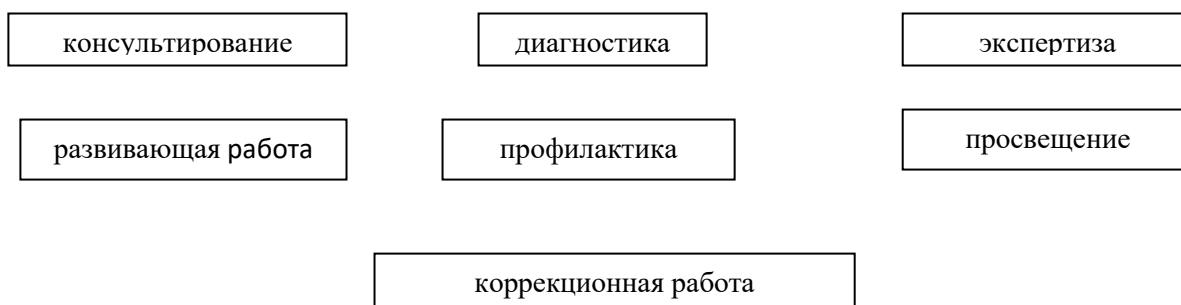 консультирование
диагностика
экспертиза
развивающая работа
профилактика
просвещение
коррекционная работа